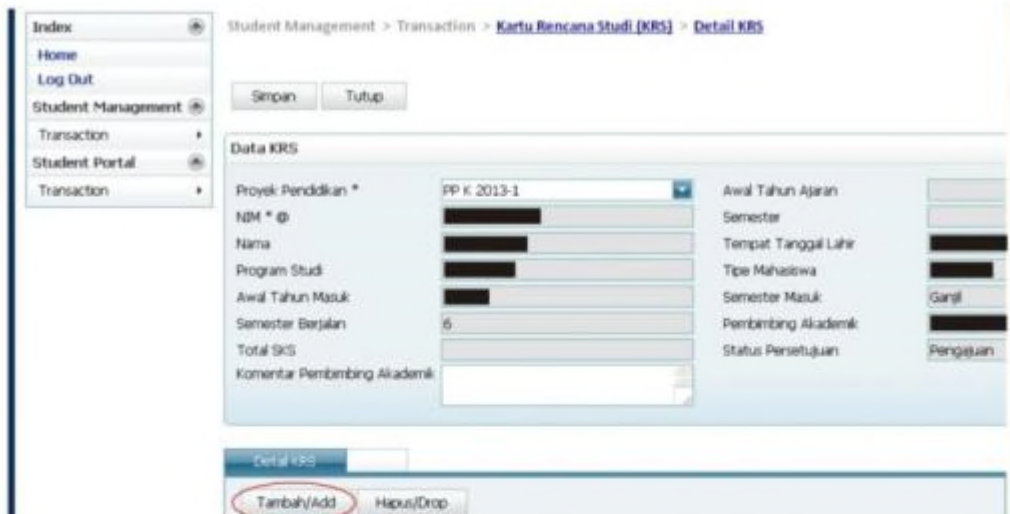 Index
Home
Log Out
Student Management
Transaction
Student Portal
Transaction
Student Management > Transaction > Kartu Rencana Studi (KRS) > Detail KRS
Simpan Tutup
Data KRS
Proyek Pendidikan * PP K 2013-1 Awal Tahun Ajaran
NIM * @ Semester
Nama Tempat Tanggal Lahir
Program Studi Tipe Mahasiswa
Awal Tahun Masuk Semester Masuk Ganjil
Semester Berjalan 6 Pembimbing Akademik
Total SKS Status Persetujuan Pengajuan
Komentar Pembimbing Akademik
Detail KRS
Tambah/Add Hapus/Drop